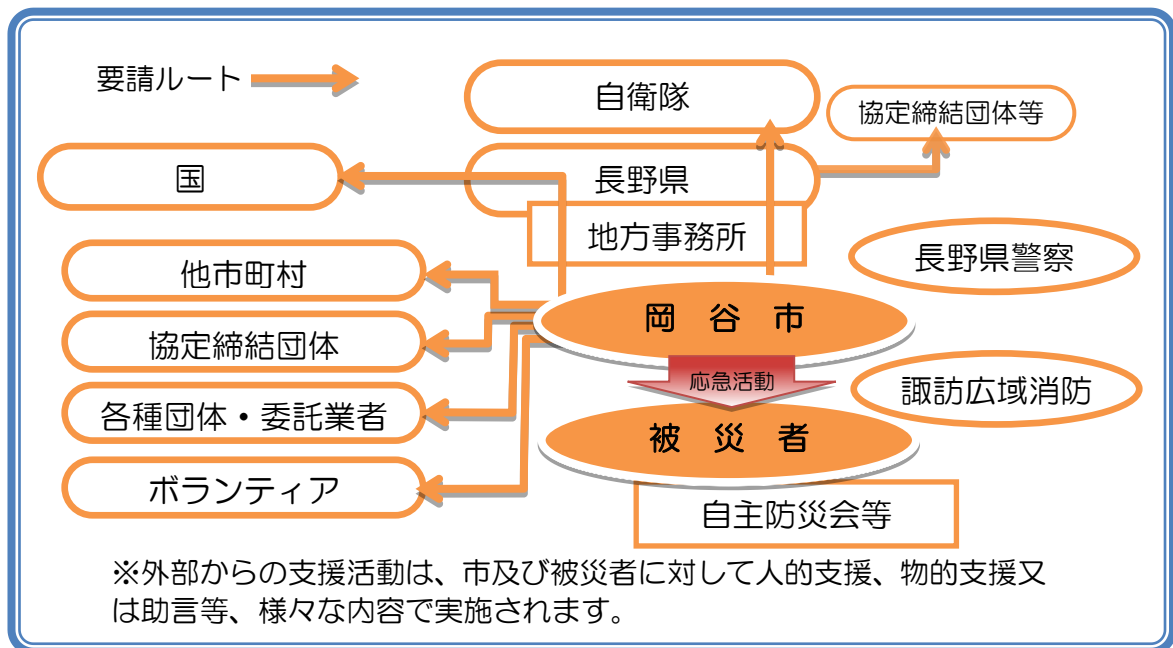 要請ルート
自衛隊
協定締結団体等
国
長野県
地方事務所
長野県警察
他市町村
岡谷市
協定締結団体
応急活動
諏訪広域消防
各種団体・委託業者
被災者
ボランティア
自主防災会等
※外部からの支援活動は、市及び被災者に対して人的支援、物的支援又
は助言等、様々な内容で実施されます。